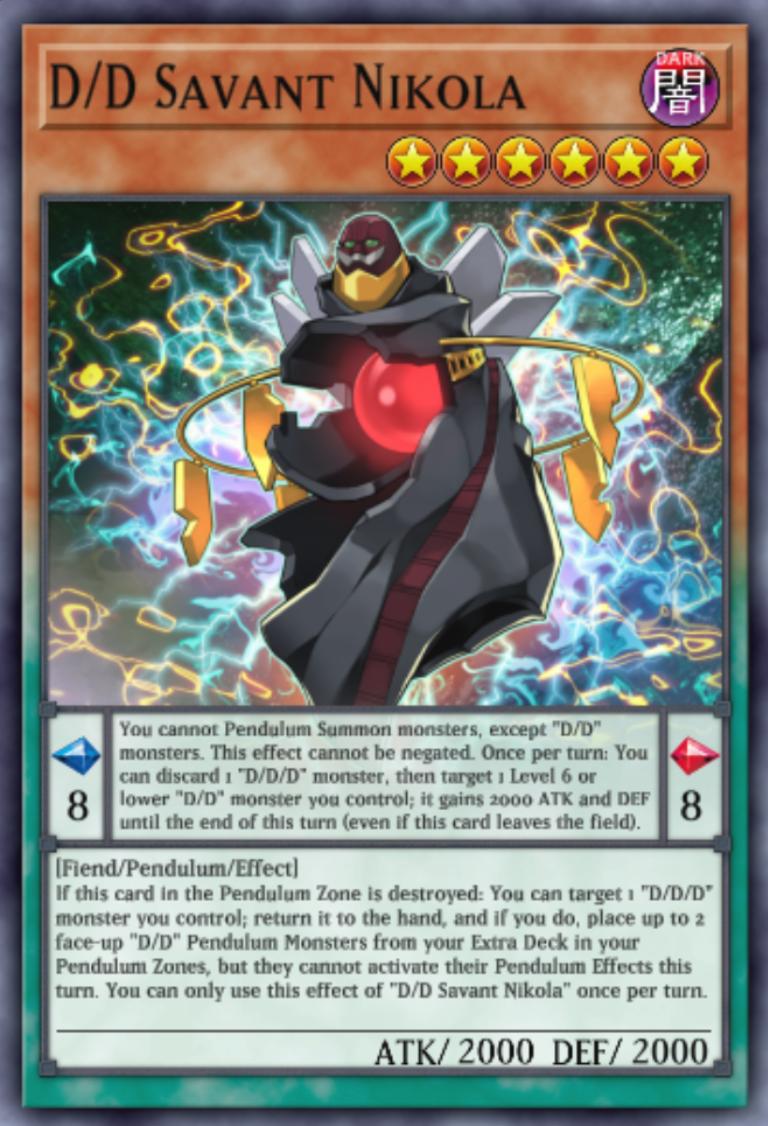 D/D Savant Nikola
DARK
闇
You cannot Pendulum Summon monsters, except "D/D"
monsters. This effect cannot be negated. Once per turn: You
can discard 1 "D/D/D" monster, then target 1 Level 6 or
lower "D/D" monster you control; it gains 2000 ATK and DEF
until the end of this turn (even if this card leaves the field).
8
8
[Fiend/Pendulum/Effect]
If this card in the Pendulum Zone is destroyed: You can target 1 "D/D/D"
monster you control; return it to the hand, and if you do, place up to 2
face-up "D/D" Pendulum Monsters from your Extra Deck in your
Pendulum Zones, but they cannot activate their Pendulum Effects this
turn. You can only use this effect of "D/D Savant Nikola" once per turn.
ATK/ 2000 DEF/ 2000